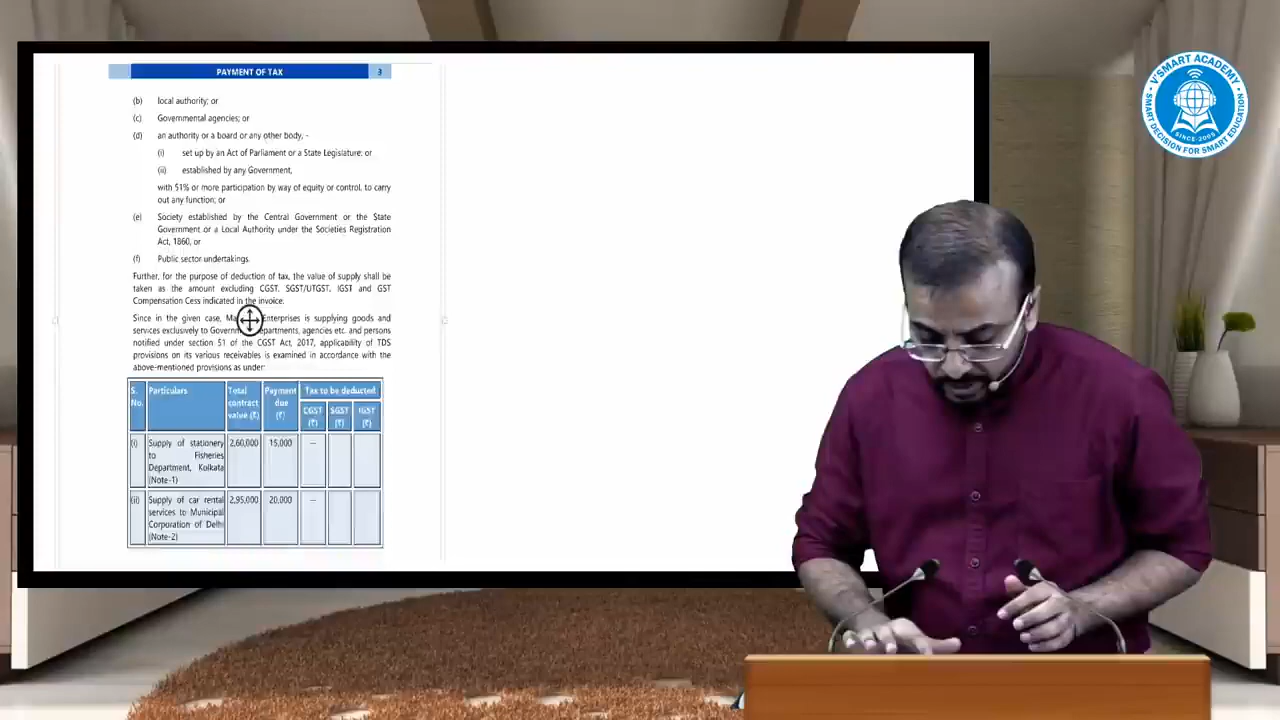 PAYMENT OF TAX 3
(b) local authority; or
(c) Governmental agencies; or
(d) an authority or a board or any other body, -
(i) set up by an Act of Parliament or a State Legislature; or
(ii) established by any Government,
with 51% or more participation by way of equity or control, to carry
out any function; or
(e) Society established by the Central Government or the State
Government or a Local Authority under the Societies Registration
Act, 1860, or
(f) Public sector undertakings.
Further, for the purpose of deduction of tax, the value of supply shall be
taken as the amount excluding CGST, SGST/UTGST, IGST and GST
Compensation Cess indicated in the invoice.
Since in the given case, Enterprises is supplying goods and
services exclusively to agencies etc. and persons
notified under section 51 of the CGST Act, 2017, applicability of TDS
provisions on its various receivables is examined in accordance with the
above-mentioned provisions as under:
S. No. Particulars Total contract value (₹) Payment due (₹) Tax to be deducted
CGST (₹) SGST (₹) IGST (₹)
(i) Supply of stationery 2,60,000 15,000 --
to Fisheries
Department, Kolkata
(Note-1)
(ii) Supply of car rental 2,95,000 20,000 --
services to Municipal
Corporation of Delhi
(Note-2)
V'SMART ACADEMY
SINCE-2005
SMART DECISION FOR SMART EDUCATION